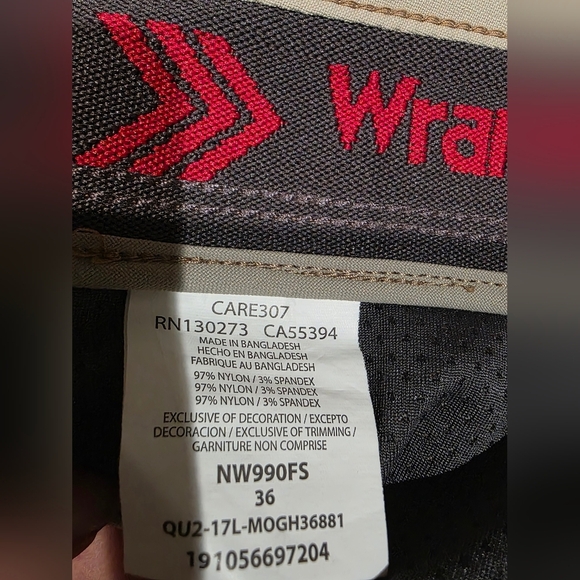 Wra
CARE307
RN130273 CA55394
MADE IN BANGLADESH
HECHO EN BANGLADESH
FABRIQUE AU BANGLADESH
97% NYLON / 3% SPANDEX
97% NYLON / 3% SPANDEX
97% NYLON / 3% SPANDEX
EXCLUSIVE OF DECORATION / EXCEPTO
DECORACION / EXCLUSIVE OF TRIMMING /
GARNITURE NON COMPRISE
NW990FS
36
QU2-17L-MOGH36881
191056697204